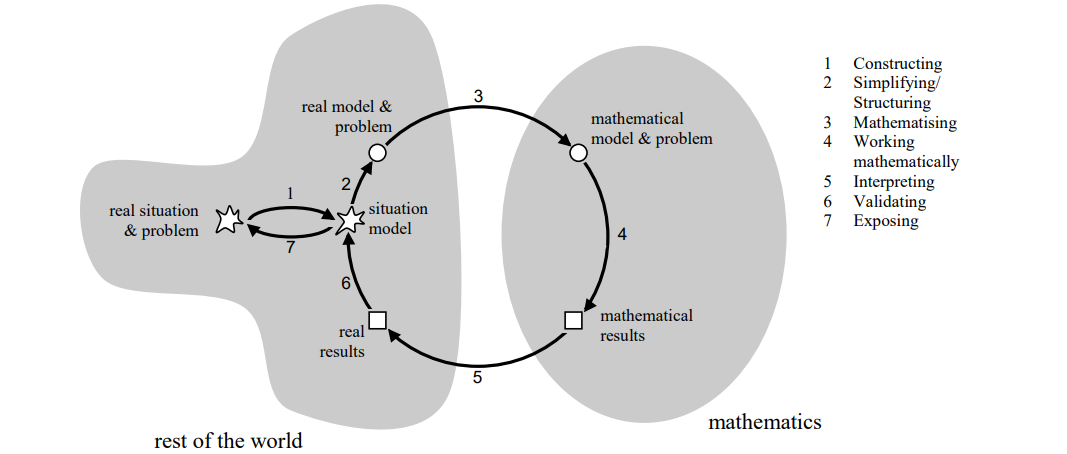 real model &
problem
3
mathematical
model & problem
1
2
real situation
& problem
situation
model
7
4
6
real
results
mathematical
results
5
rest of the world
mathematics
1 Constructing
2 Simplifying/
Structuring
3 Mathematising
4 Working
mathematically
5 Interpreting
6 Validating
7 Exposing